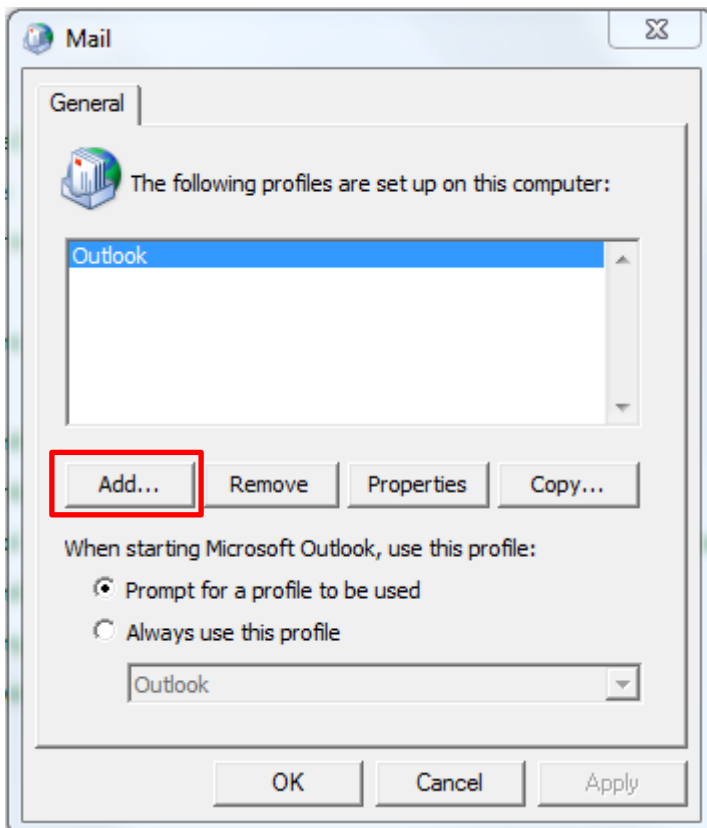 Mail
General
The following profiles are set up on this computer:
Outlook
Add... Remove Properties Copy...
When starting Microsoft Outlook, use this profile:
Prompt for a profile to be used
Always use this profile
Outlook
OK Cancel Apply